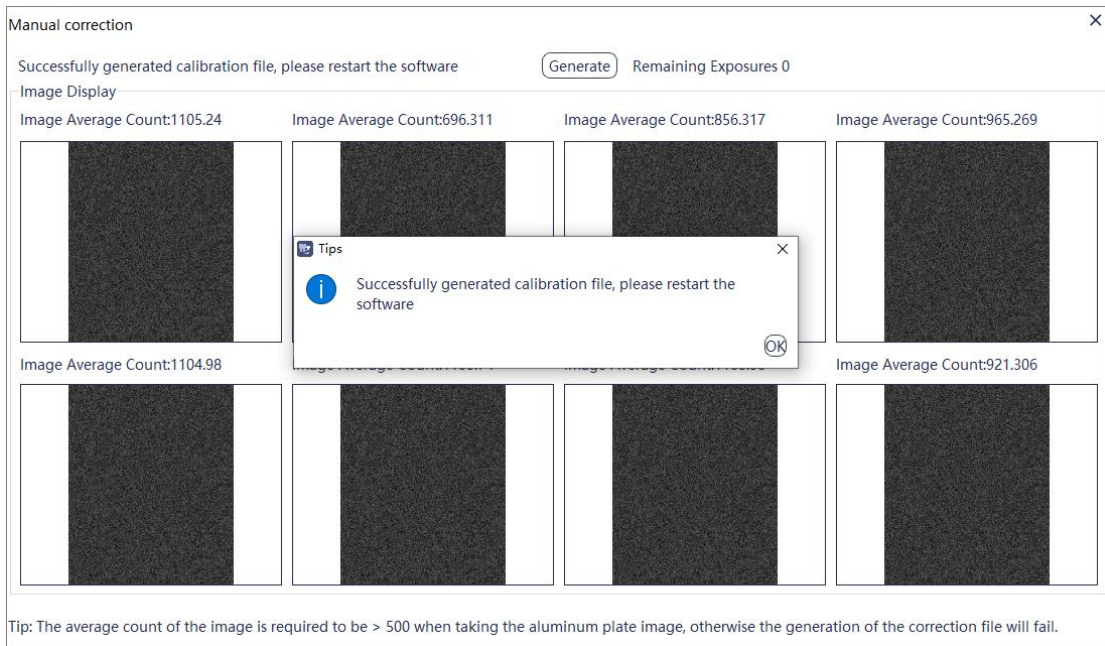 Manual correction
Successfully generated calibration file, please restart the software
Generate
Remaining Exposures 0
Image Display
Image Average Count:1105.24
Image Average Count:696.311
Image Average Count:856.317
Image Average Count:965.269
Tips
Successfully generated calibration file, please restart the
software
OK
Image Average Count:1104.98
Image Average Count:921.306
Tip: The average count of the image is required to be > 500 when taking the aluminum plate image, otherwise the generation of the correction file will fail.